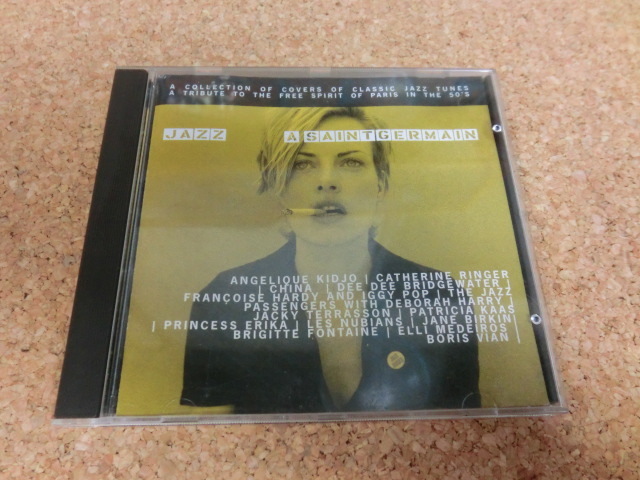 A COLLECTION OF COVERS OF CLASSIC JAZZ TUNES
A TRIBUTE TO THE FREE SPIRIT OF PARIS IN THE 50'S
JAZZ A SAINTGERMAIN
ANGELIQUE KIDJO | CATHERINE RINGER
| CHINA | DEE DEE BRIDGEWATER |
FRANÇOISE HARDY AND IGGY POP | THE JAZZ
PASSENGERS WITH DEBORAH HARRY |
JACKY TERRASSON | PATRICIA KAAS
| PRINCESS ERIKA | LES NUBIANS | JANE BIRKIN |
BRIGITTE FONTAINE | ELLI MEDEIROS |
BORIS VIAN |